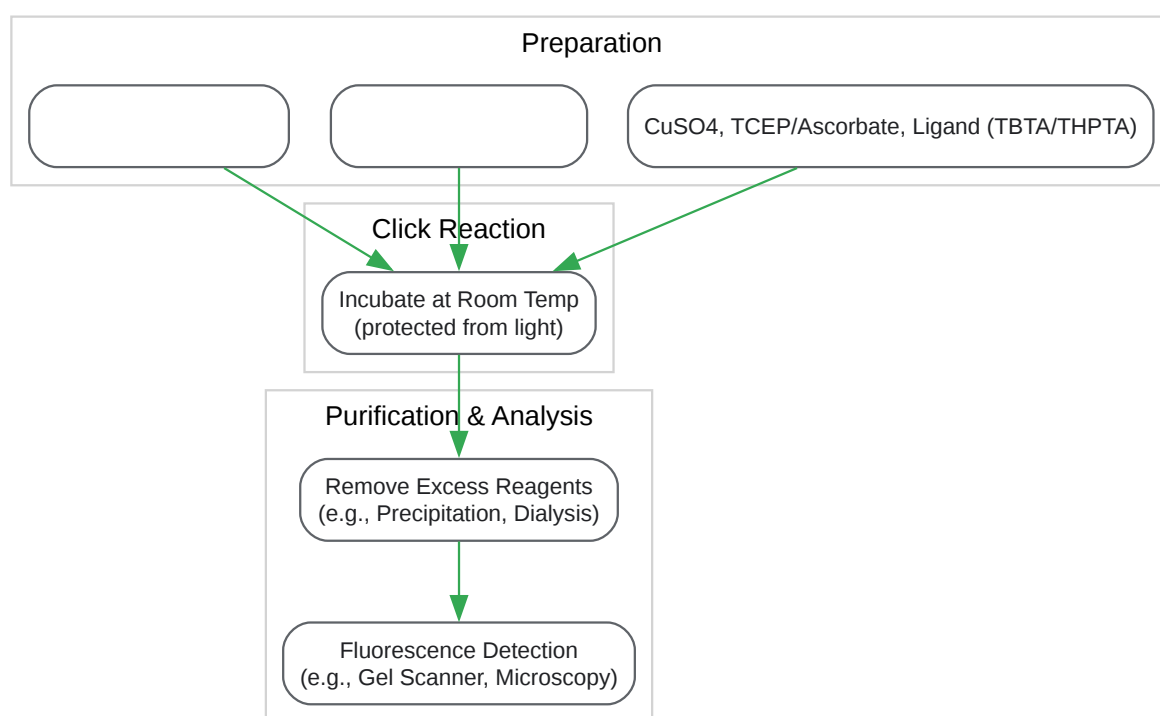 Preparation
CuSO4, TCEP/Ascorbate, Ligand (TBTA/THPTA)
Click Reaction
Incubate at Room Temp
(protected from light)
Purification & Analysis
Remove Excess Reagents
(e.g., Precipitation, Dialysis)
Fluorescence Detection
(e.g., Gel Scanner, Microscopy)